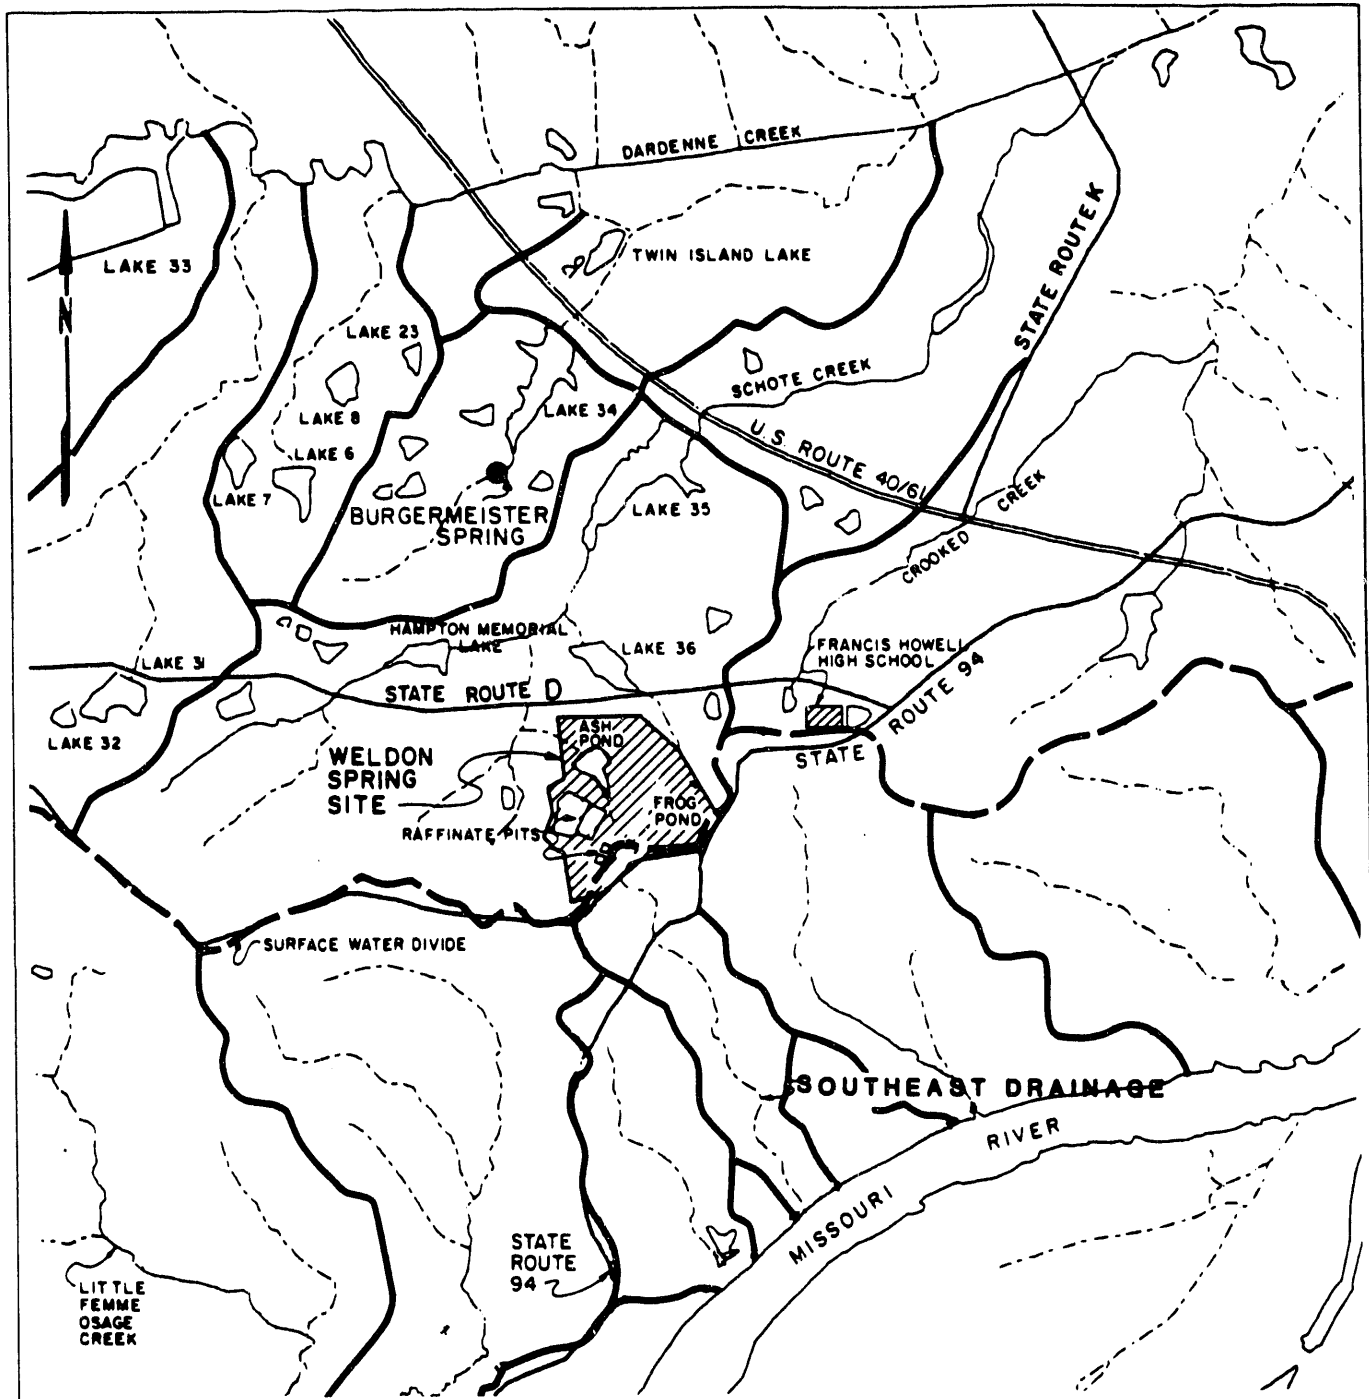 DARDENNE CREEK
LAKE 33
TWIN ISLAND LAKE
N
STATE ROUTE K
LAKE 23
SCHOTE CREEK
LAKE 8
LAKE 34
U.S. ROUTE 40/61
LAKE 6
LAKE 7
LAKE 35
BURGERMEISTER
SPRING
CROOKED CREEK
HAMPTON MEMORIAL
LAKE
LAKE 36
FRANCIS HOWELL
HIGH SCHOOL
LAKE 31
STATE ROUTE D
STATE ROUTE 94
LAKE 32
ASH
POND
WELDON
SPRING
SITE
FROG
POND
RAFFINATE PITS
SURFACE WATER DIVIDE
SOUTHEAST DRAINAGE
MISSOURI RIVER
STATE
ROUTE
94
LITTLE
FEMME
OSAGE
CREEK